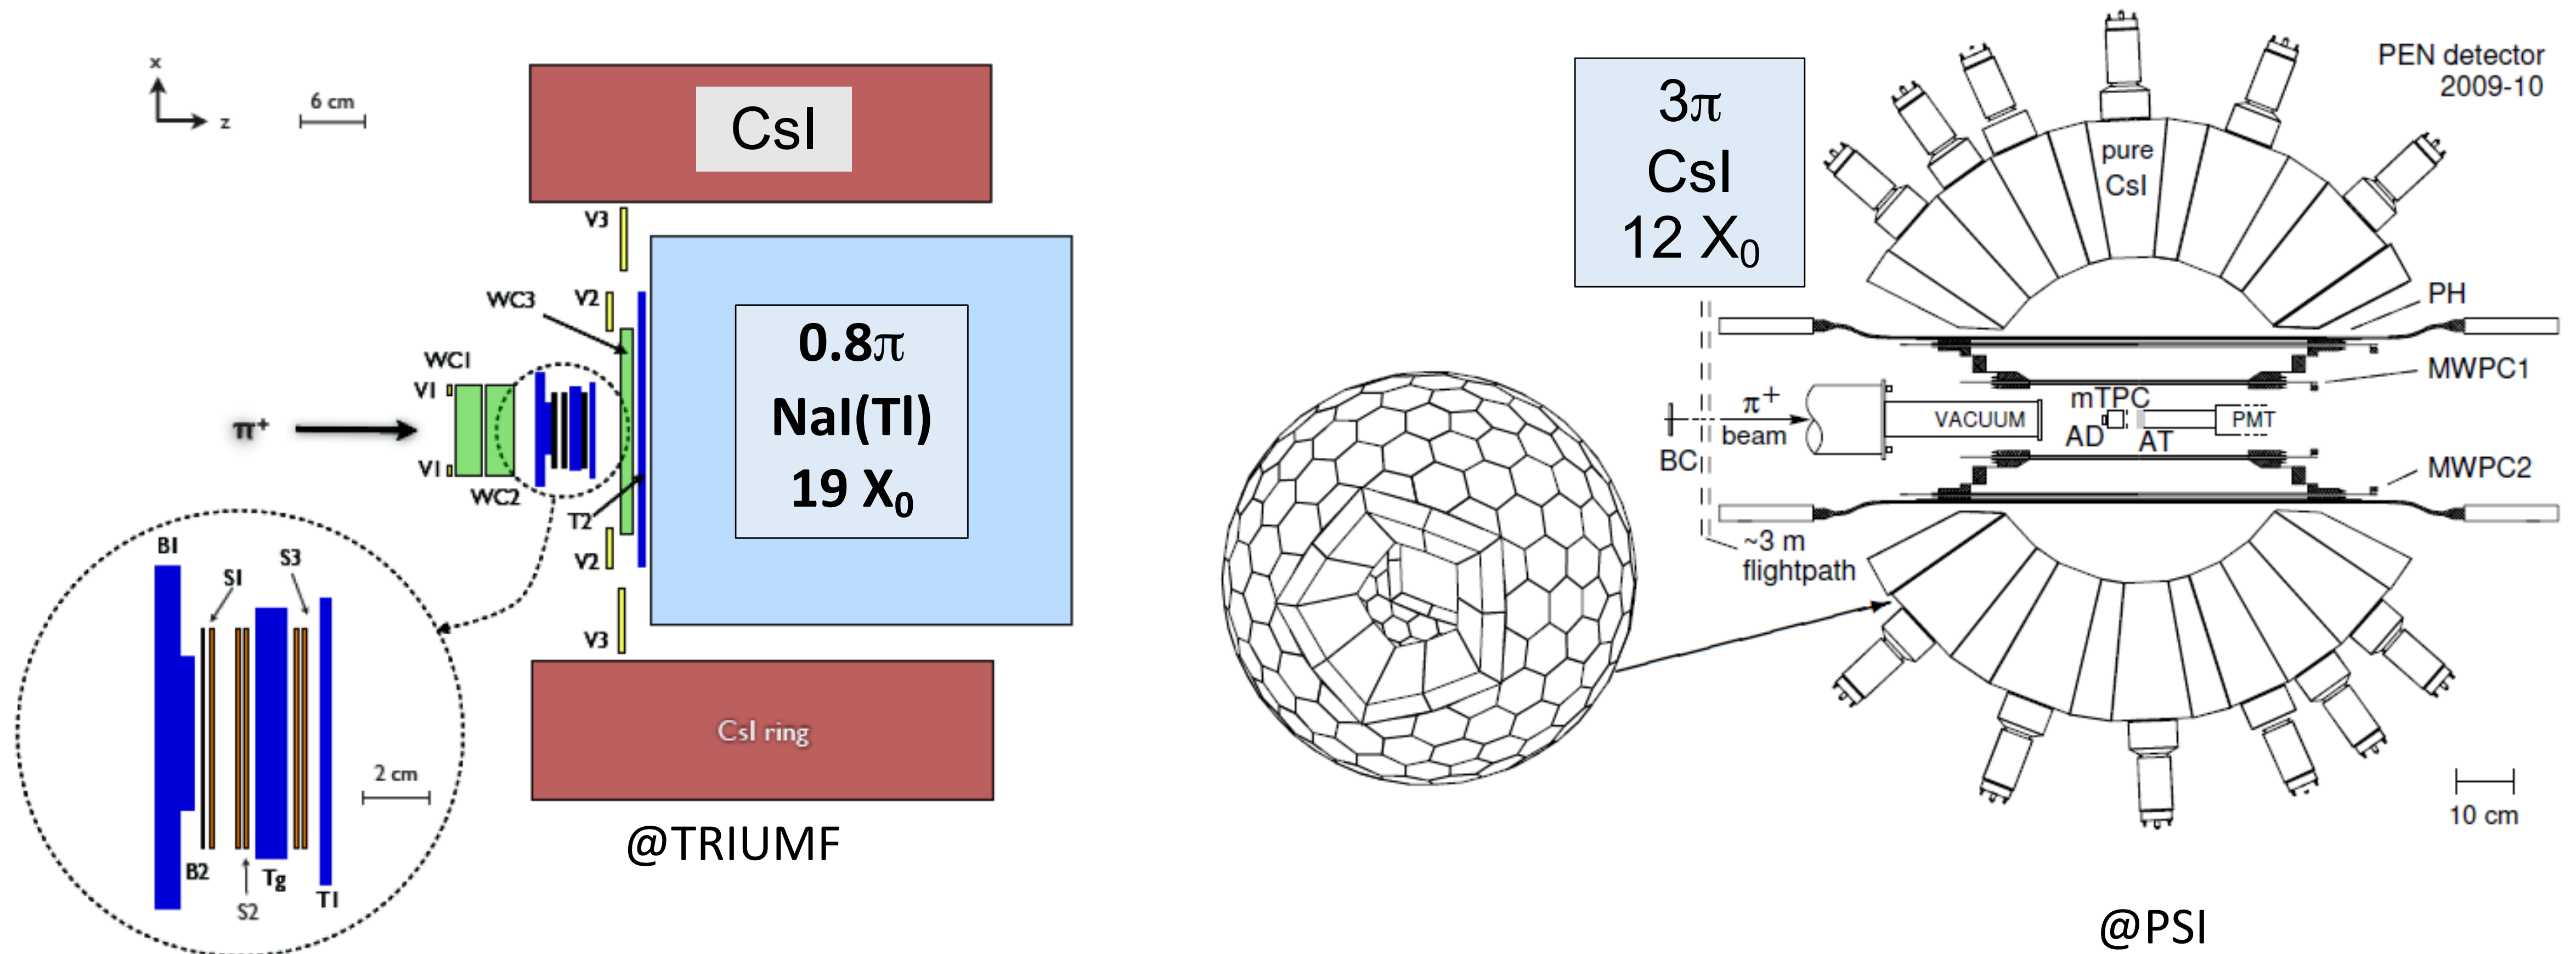 x
z
6 cm
CsI
V3
WC3
V2
WC1
V1
π⁺
V1
WC2
T2
V2
V3
0.8π
NaI(Tl)
19 X₀
CsI ring
B1
S1
S3
2 cm
B2
Tg
T1
S2
@TRIUMF
3π
CsI
12 X₀
PEN detector
2009-10
pure
CsI
PH
MWPC1
π⁺
beam
VACUUM
mTPC
PMT
AD
AT
BC
MWPC2
~3 m
flightpath
10 cm
@PSI